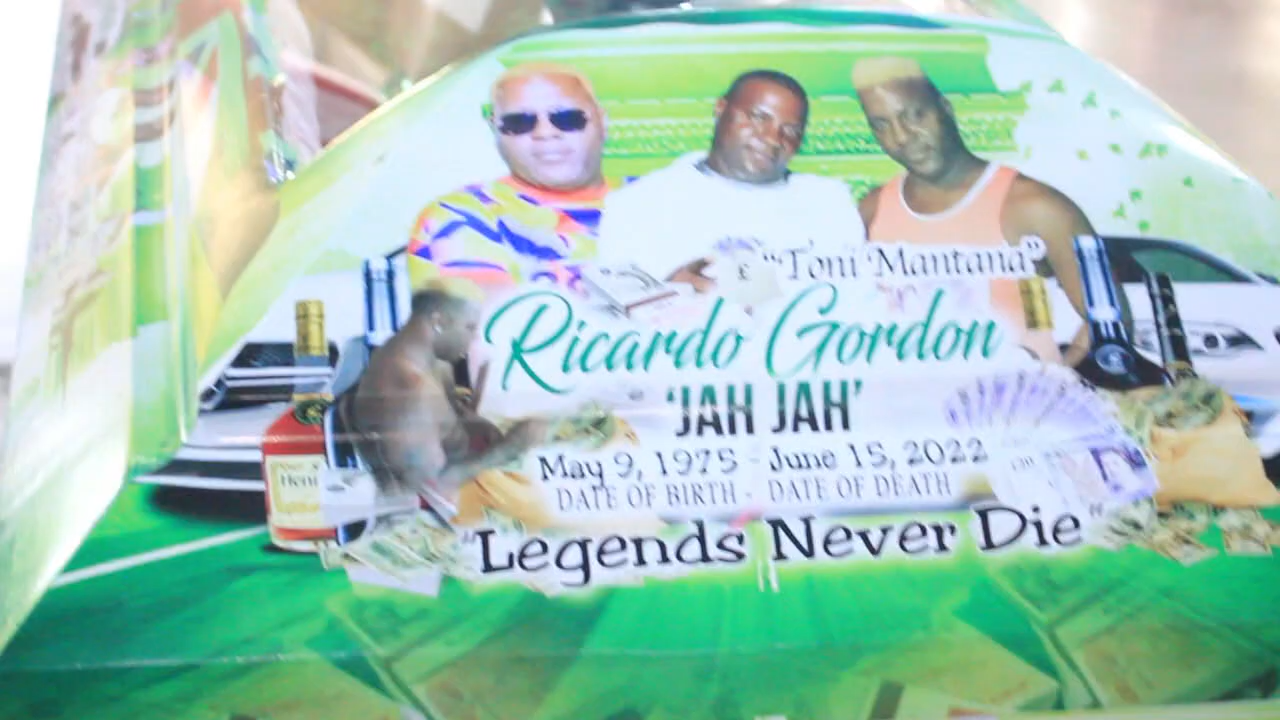 "Toni Mantana"
Ricardo Gordon
'JAH JAH'
May 9, 1975 - June 15, 2022
DATE OF BIRTH - DATE OF DEATH
"Legends Never Die"
Henn